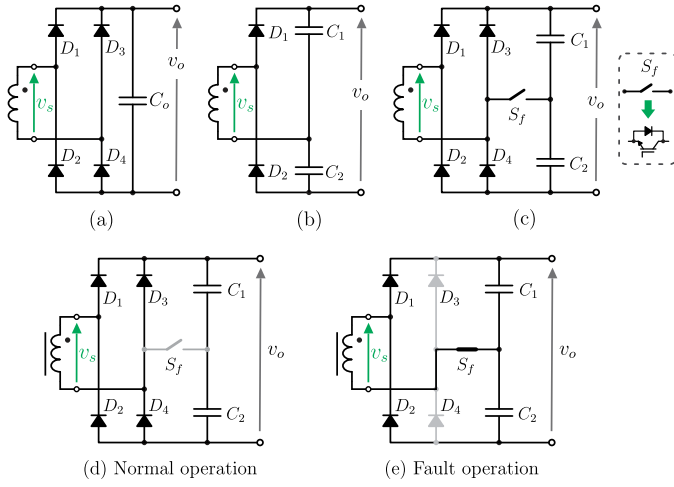 D1 D3 vs Co vo D2 D4
(a)
D1 C1 vs vo D2 C2
(b)
D1 D3 C1 vs Sf vo D2 D4 C2
(c)
Sf
D1 D3 C1 vs Sf vo D2 D4 C2
(d) Normal operation
D1 D3 C1 vs Sf vo D2 D4 C2
(e) Fault operation